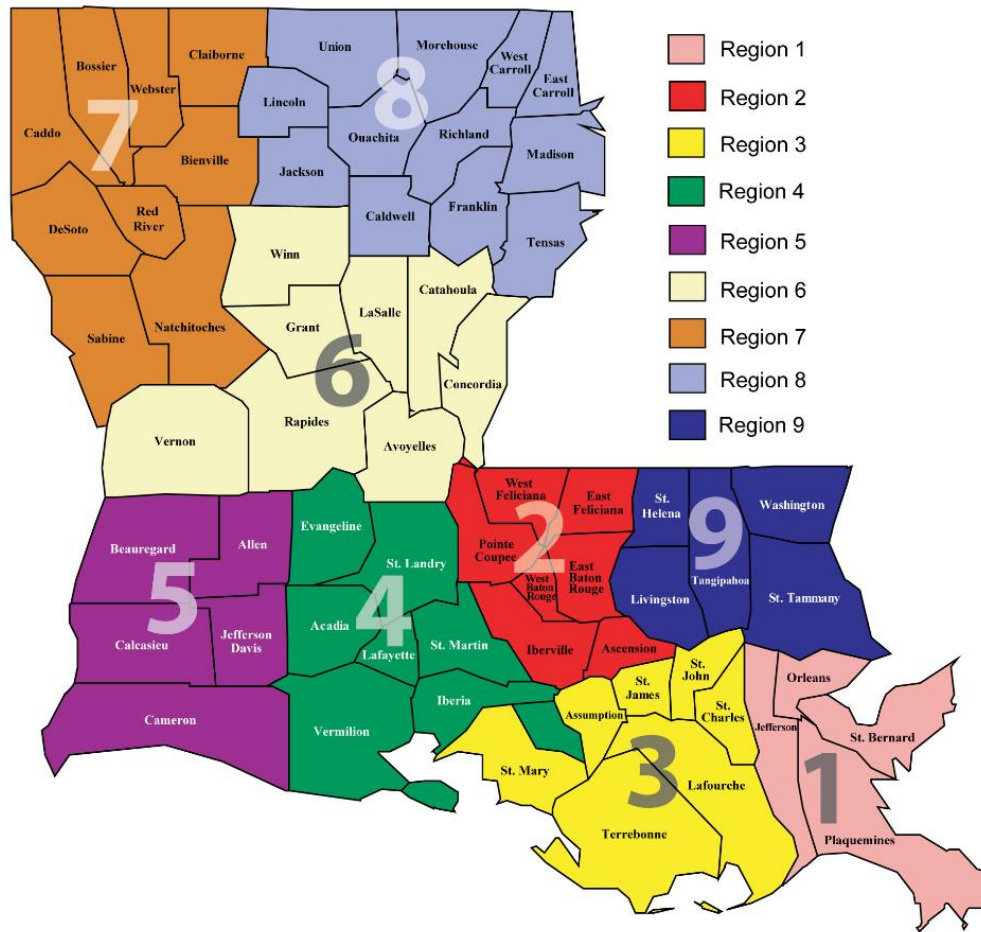 Union
Morehouse
Claiborne
West
Carroll
Bossier
East
Carroll
Webster
8
Lincoln
7
Caddo
Ouachita
Richland
Madison
Bienville
Jackson
Caldwell
Franklin
Red
River
DeSoto
Tensas
Winn
Catahoula
LaSalle
Grant
Natchitoches
Sabine
6
Concordia
Rapides
Vernon
Avoyelles
West
Feliciana
East
Feliciana
St.
Helena
Washington
Evangeline
2
9
Beauregard
Allen
Pointe
Coupee
St. Landry
East
Baton
Rouge
West
Baton
Rouge
Tangipahoa
5
4
Livingston
St. Tammany
Acadia
Calcasieu
Jefferson
Davis
St. Martin
Lafayette
Iberville
Ascension
St.
John
Orleans
St.
James
Iberia
Cameron
Assumption
St.
Charles
Vermilion
Jefferson
St. Bernard
St. Mary
3
Lafourche
1
Terrebonne
Plaquemines
Region 1
Region 2
Region 3
Region 4
Region 5
Region 6
Region 7
Region 8
Region 9